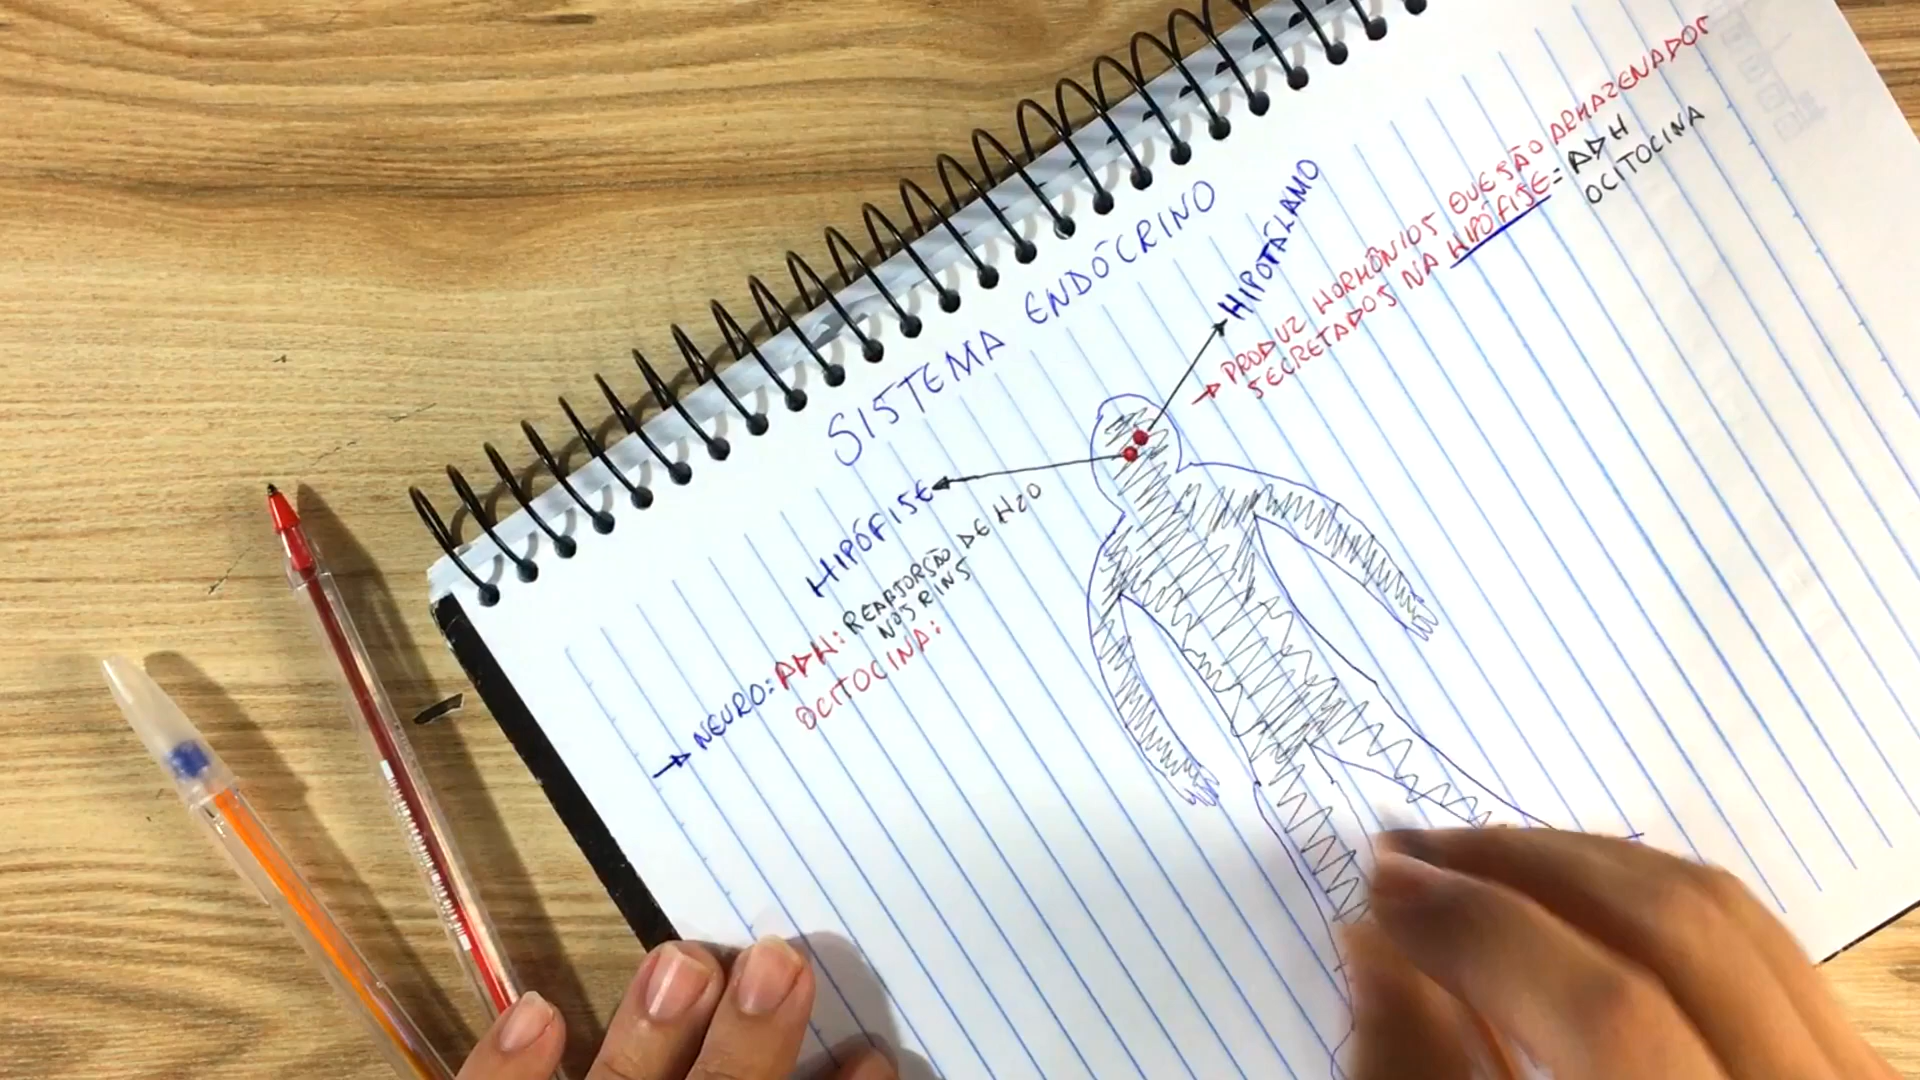 SISTEMA ENDÓCRINO
HIPOTÁLAMO
→ PRODUZ HORMÔNIOS QUE SÃO ARMAZENADOS
SECRETADOS NA HIPÓFISE = ADH
OCITOCINA
HIPÓFISE
→ NEURO: ADH: REABSORSÃO DE H2O
NOS RINS
OCITOCINA: